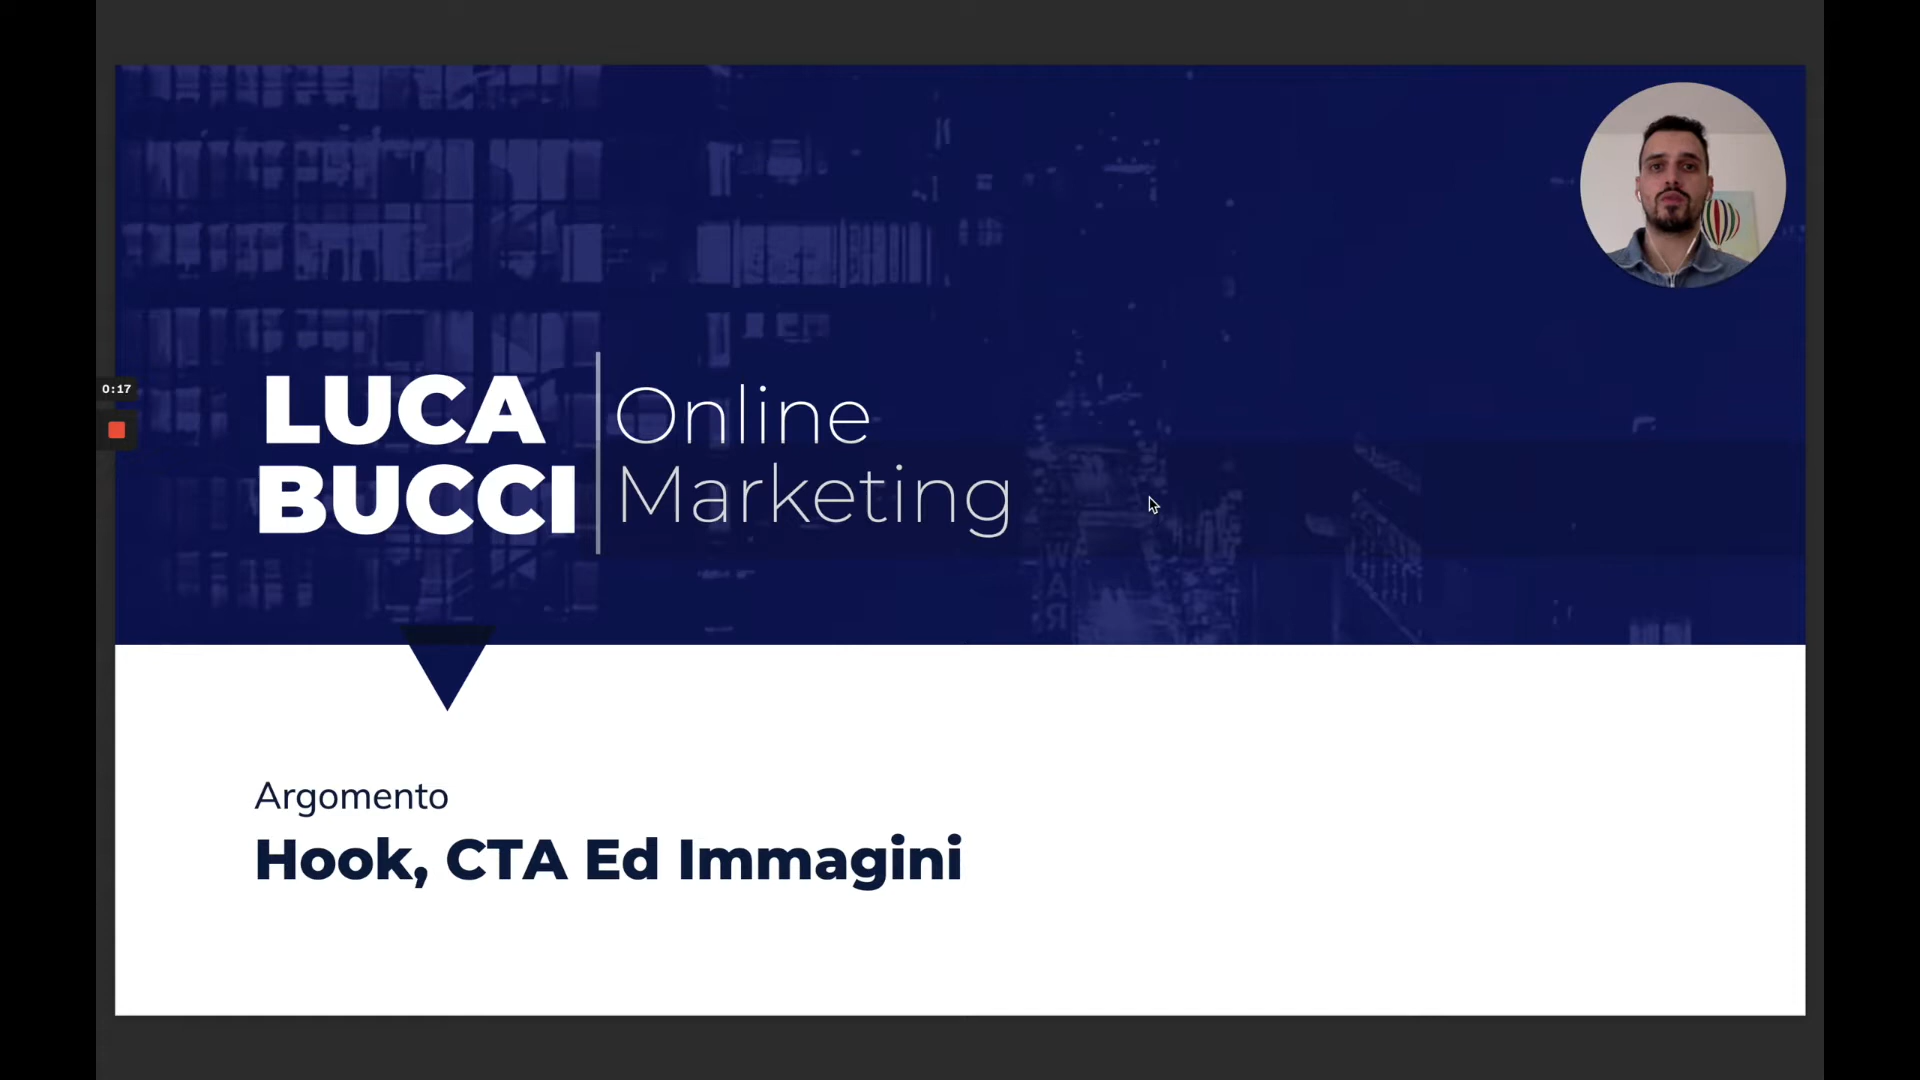 0:17
LUCA
BUCCI
Online
Marketing
Argomento
Hook, CTA Ed Immagini